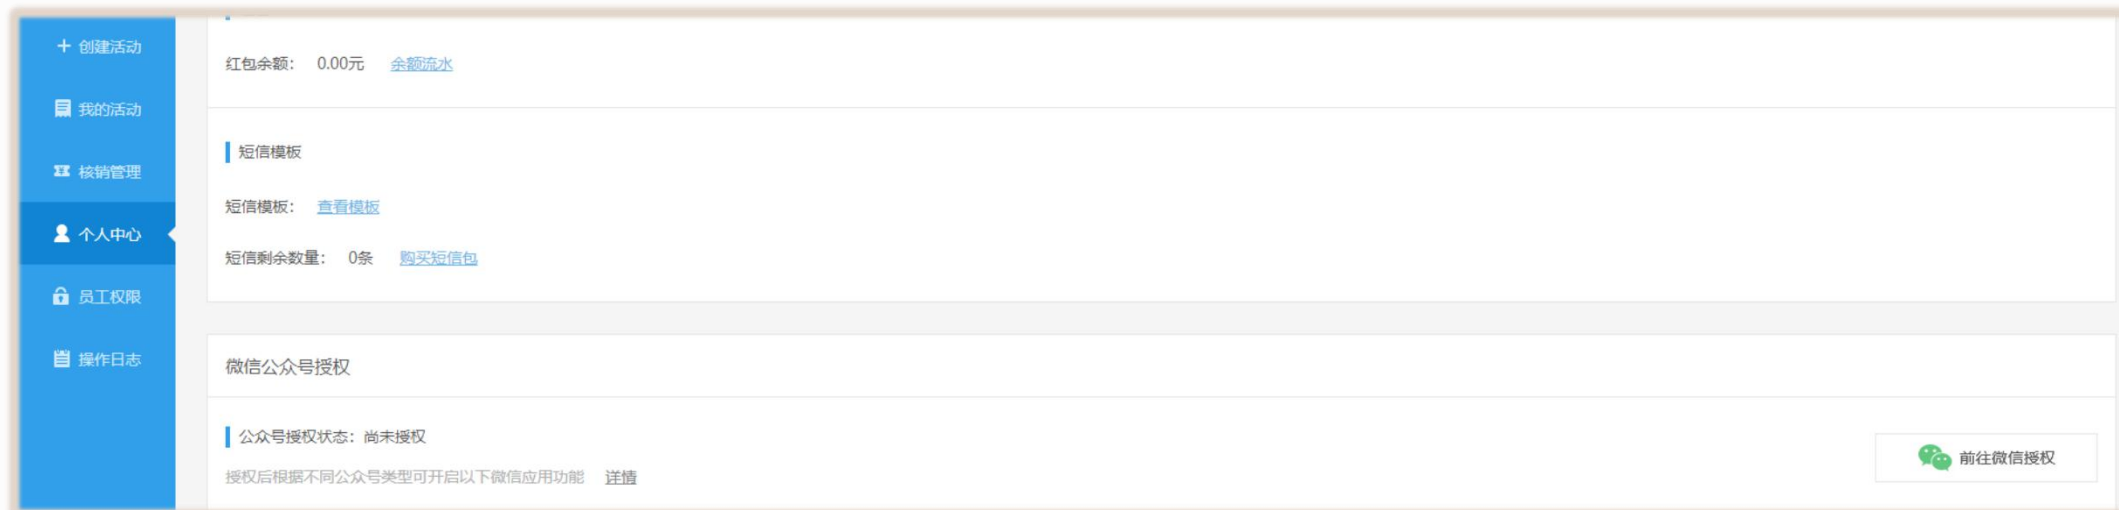 创建活动
我的活动
核销管理
个人中心
员工权限
操作日志
红包余额： 0.00元 余额流水
短信模板
短信模板： 查看模板
短信剩余数量： 0条 购买短信包
微信公众号授权
公众号授权状态：尚未授权
授权后根据不同公众号类型可开启以下微信应用功能 详情
前往微信授权